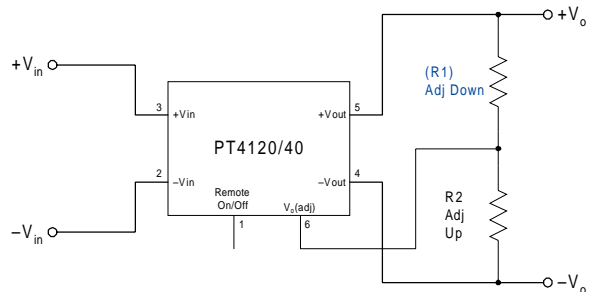 +Vo
+Vin
(R1)
Adj Down
3
+Vin
+Vout
5
PT4120/40
2
–Vin
–Vout
4
Remote
On/Off
Vo(adj)
1
6
R2
Adj
Up
–Vin
–Vo